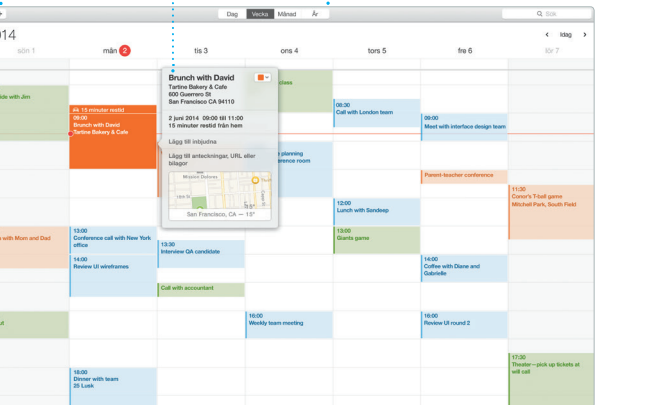 Dag Vecka Månad År
Sök
014
Idag
sön 1
mån 2
tis 3
ons 4
tors 5
fre 6
lör 7
ide with Jim
with Mom and Dad
15 minuter restid
09:00
Brunch with David
Tartine Bakery & Cafe
13:00
Conference call with New York
office
14:00
Review UI wireframes
18:00
Dinner with team
25 Lusk
Brunch with David
Tartine Bakery & Cafe
600 Guerrero St
San Francisco CA 94110
2 juni 2014 09:00 till 11:00
15 minuter restid från hem
Lägg till inbjudna
Lägg till anteckningar, URL eller
bilagor
Mission Dolores
18th St
San Francisco, CA — 15°
13:30
Interview QA candidate
Call with accountant
class
planning
erence room
16:00
Weekly team meeting
08:30
Call with London team
12:00
Lunch with Sandeep
13:00
Giants game
09:00
Meet with interface design team
Parent-teacher conference
14:00
Coffee with Diane and
Gabrielle
16:00
Review UI round 2
11:30
Conor's T-ball game
Mitchell Park, South Field
17:30
Theater—pick up tickets at
will call